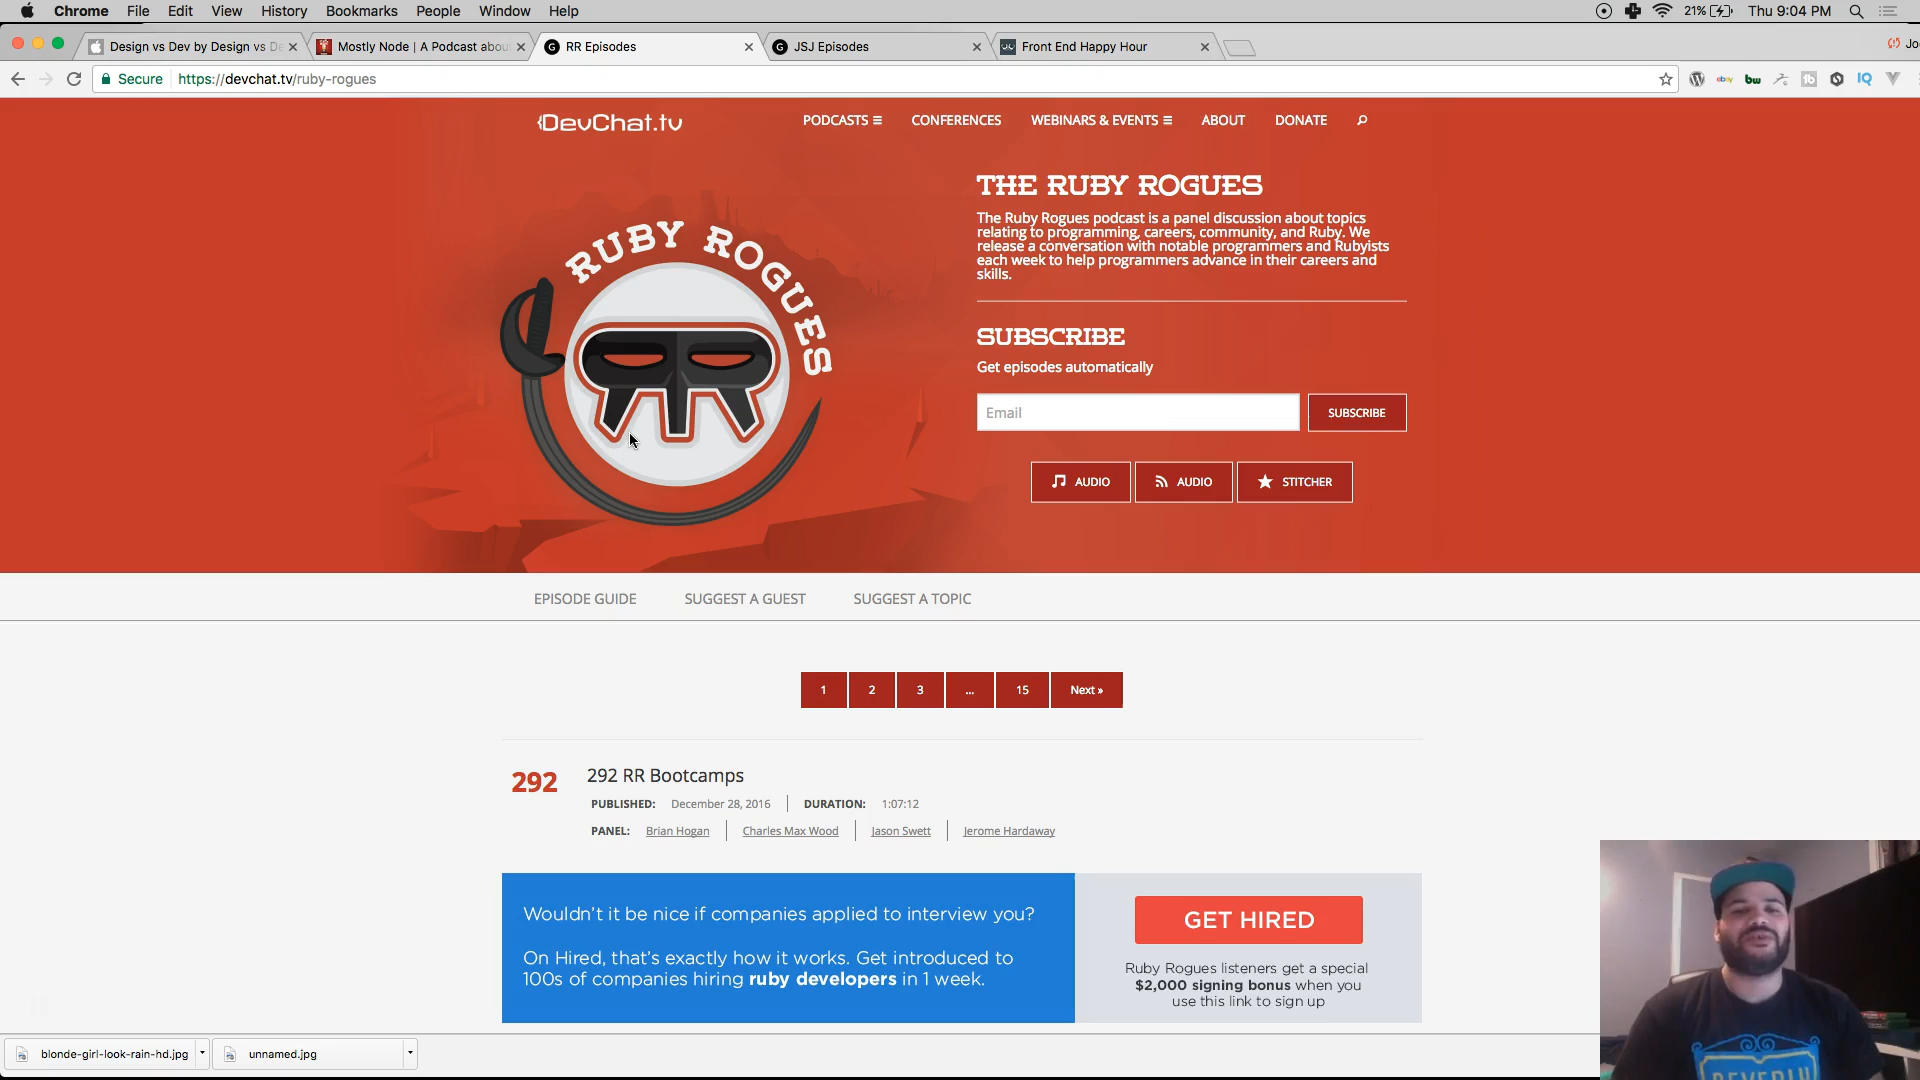 Chrome File Edit View History Bookmarks People Window Help 21% Thu 9:04 PM
Design vs Dev by Design vs De Mostly Node | A Podcast abou RR Episodes JSJ Episodes Front End Happy Hour Jo
Secure https://devchat.tv/ruby-rogues ebay bw IQ
{DevChat.tv PODCASTS CONFERENCES WEBINARS & EVENTS ABOUT DONATE
RUBY ROGUES
THE RUBY ROGUES
The Ruby Rogues podcast is a panel discussion about topics
relating to programming, careers, community, and Ruby. We
release a conversation with notable programmers and Rubyists
each week to help programmers advance in their careers and
skills.
SUBSCRIBE
Get episodes automatically
Email SUBSCRIBE
AUDIO AUDIO STITCHER
EPISODE GUIDE SUGGEST A GUEST SUGGEST A TOPIC
1 2 3 ... 15 Next »
292 292 RR Bootcamps
PUBLISHED: December 28, 2016 DURATION: 1:07:12
PANEL: Brian Hogan Charles Max Wood Jason Swett Jerome Hardaway
Wouldn't it be nice if companies applied to interview you?
On Hired, that's exactly how it works. Get introduced to
100s of companies hiring ruby developers in 1 week.
GET HIRED
Ruby Rogues listeners get a special
$2,000 signing bonus when you
use this link to sign up
blonde-girl-look-rain-hd.jpg unnamed.jpg